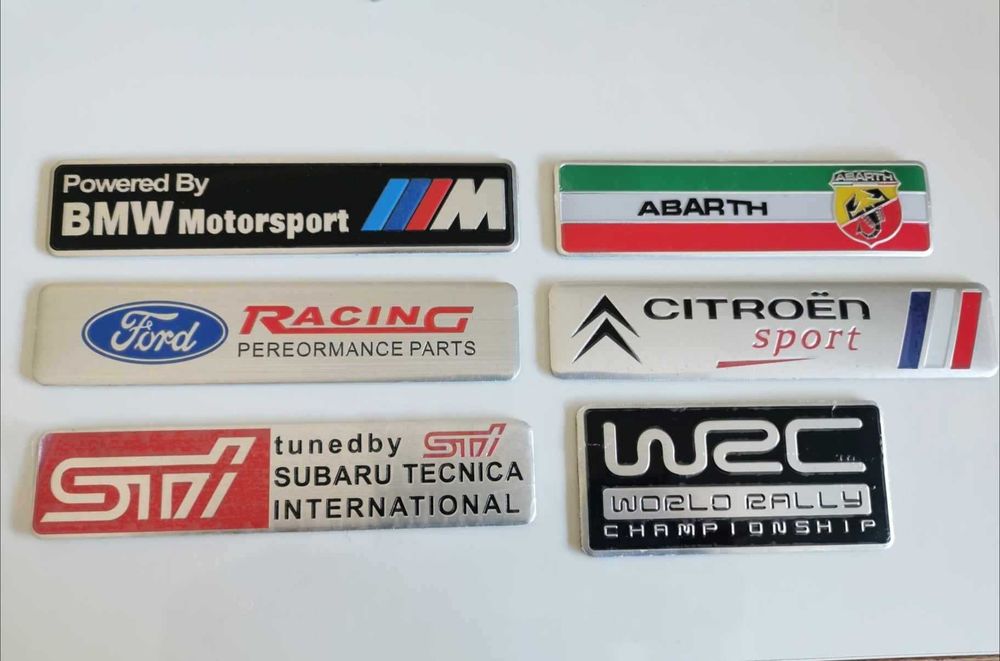 Powered By
BMW Motorsport M
ABARTH
ABARTH
Ford
RACING
PEREORMANCE PARTS
CITROËN
sport
STi
tunedby STi
SUBARU TECNICA
INTERNATIONAL
WRC
WORLD RALLY
CHAMPIONSHIP